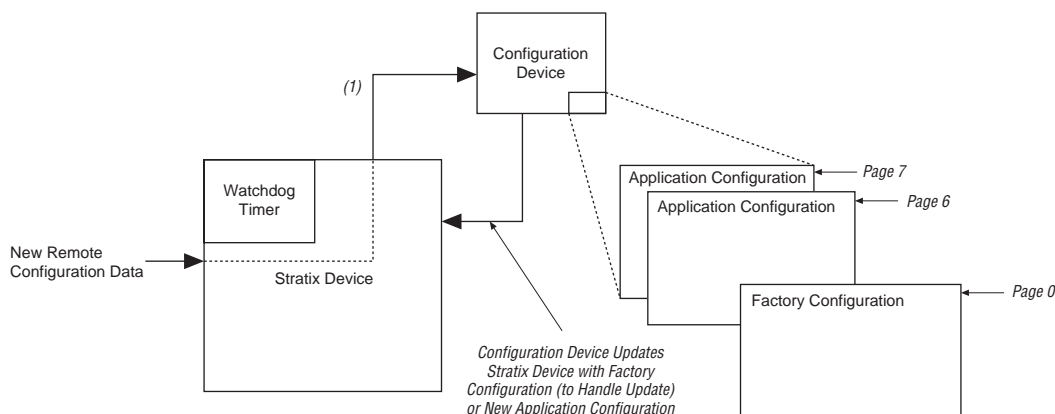 Configuration
Device
(1)
Watchdog
Timer
New Remote
Configuration Data
Stratix Device
Application Configuration
Page 7
Application Configuration
Page 6
Factory Configuration
Page 0
Configuration Device Updates
Stratix Device with Factory
Configuration (to Handle Update)
or New Application Configuration